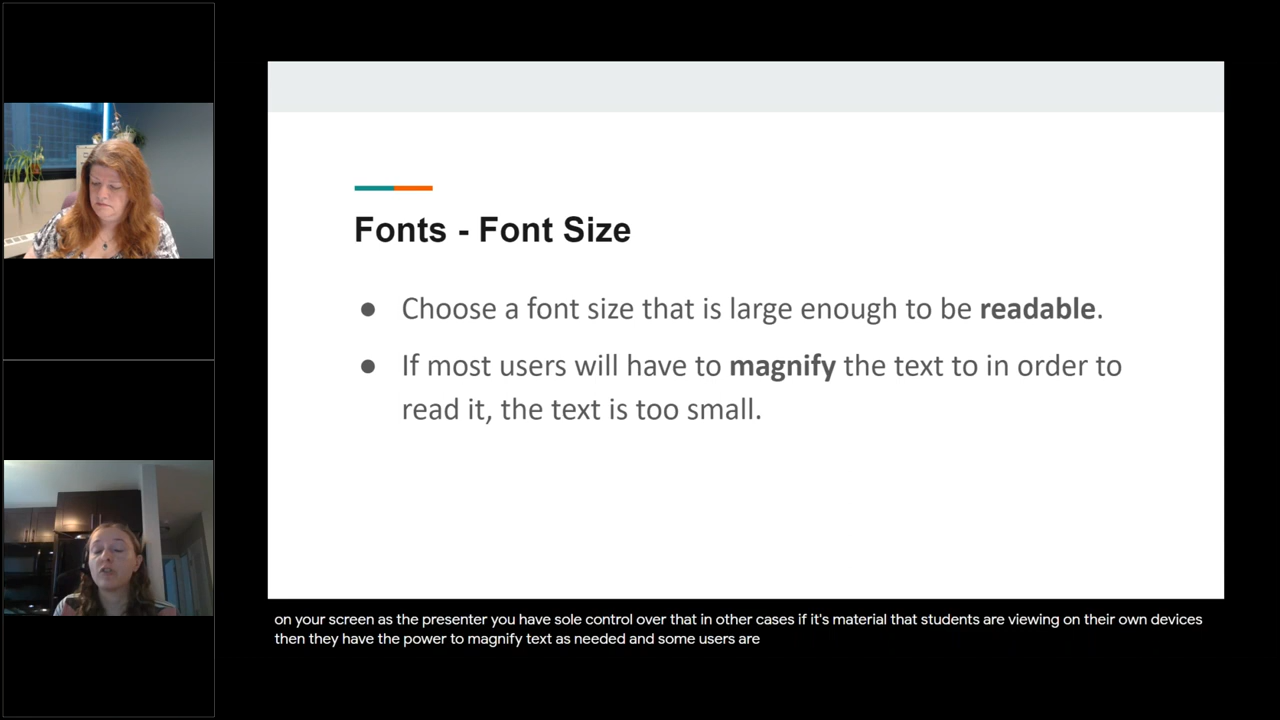 Fonts - Font Size
● Choose a font size that is large enough to be readable.
● If most users will have to magnify the text to in order to
read it, the text is too small.
on your screen as the presenter you have sole control over that in other cases if it's material that students are viewing on their own devices
then they have the power to magnify text as needed and some users are